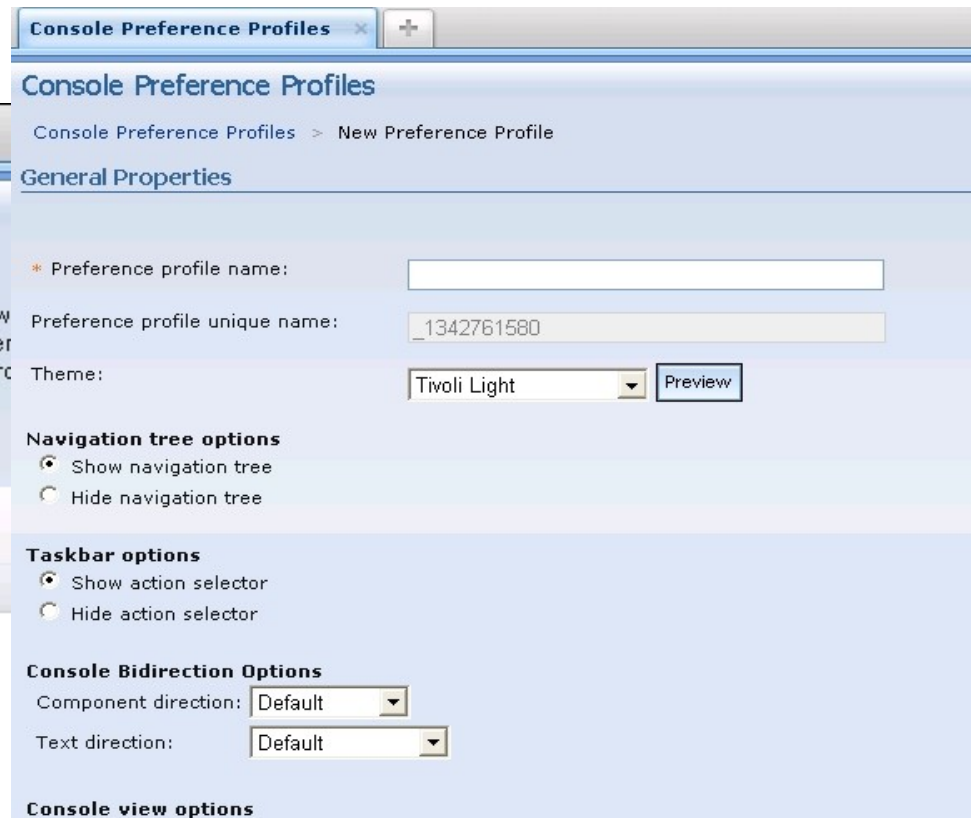 Console Preference Profiles
Console Preference Profiles
Console Preference Profiles > New Preference Profile
General Properties
* Preference profile name:
Preference profile unique name: _1342761580
Theme: Tivoli Light Preview
Navigation tree options
Show navigation tree
Hide navigation tree
Taskbar options
Show action selector
Hide action selector
Console Bidirection Options
Component direction: Default
Text direction: Default
Console view options